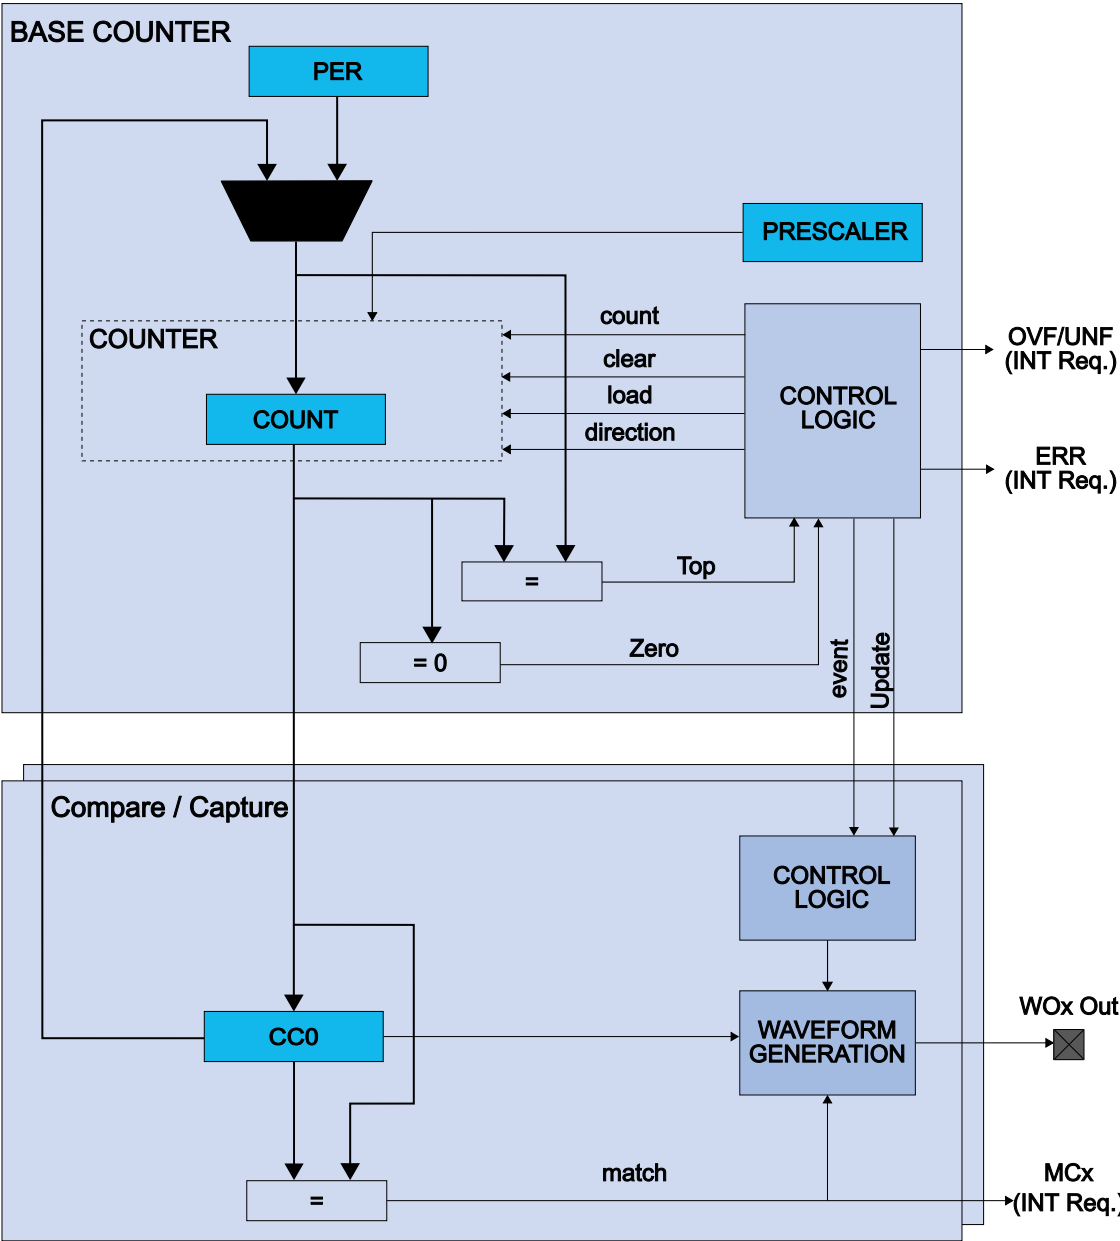 BASE COUNTER
PER
PRESCALER
COUNTER
count
clear
load
direction
COUNT
CONTROL
LOGIC
OVF/UNF
(INT Req.)
ERR
(INT Req.)
=
Top
= 0
Zero
event
Update
Compare / Capture
CONTROL
LOGIC
CC0
WAVEFORM
GENERATION
WOx Out
=
match
MCx
(INT Req.)